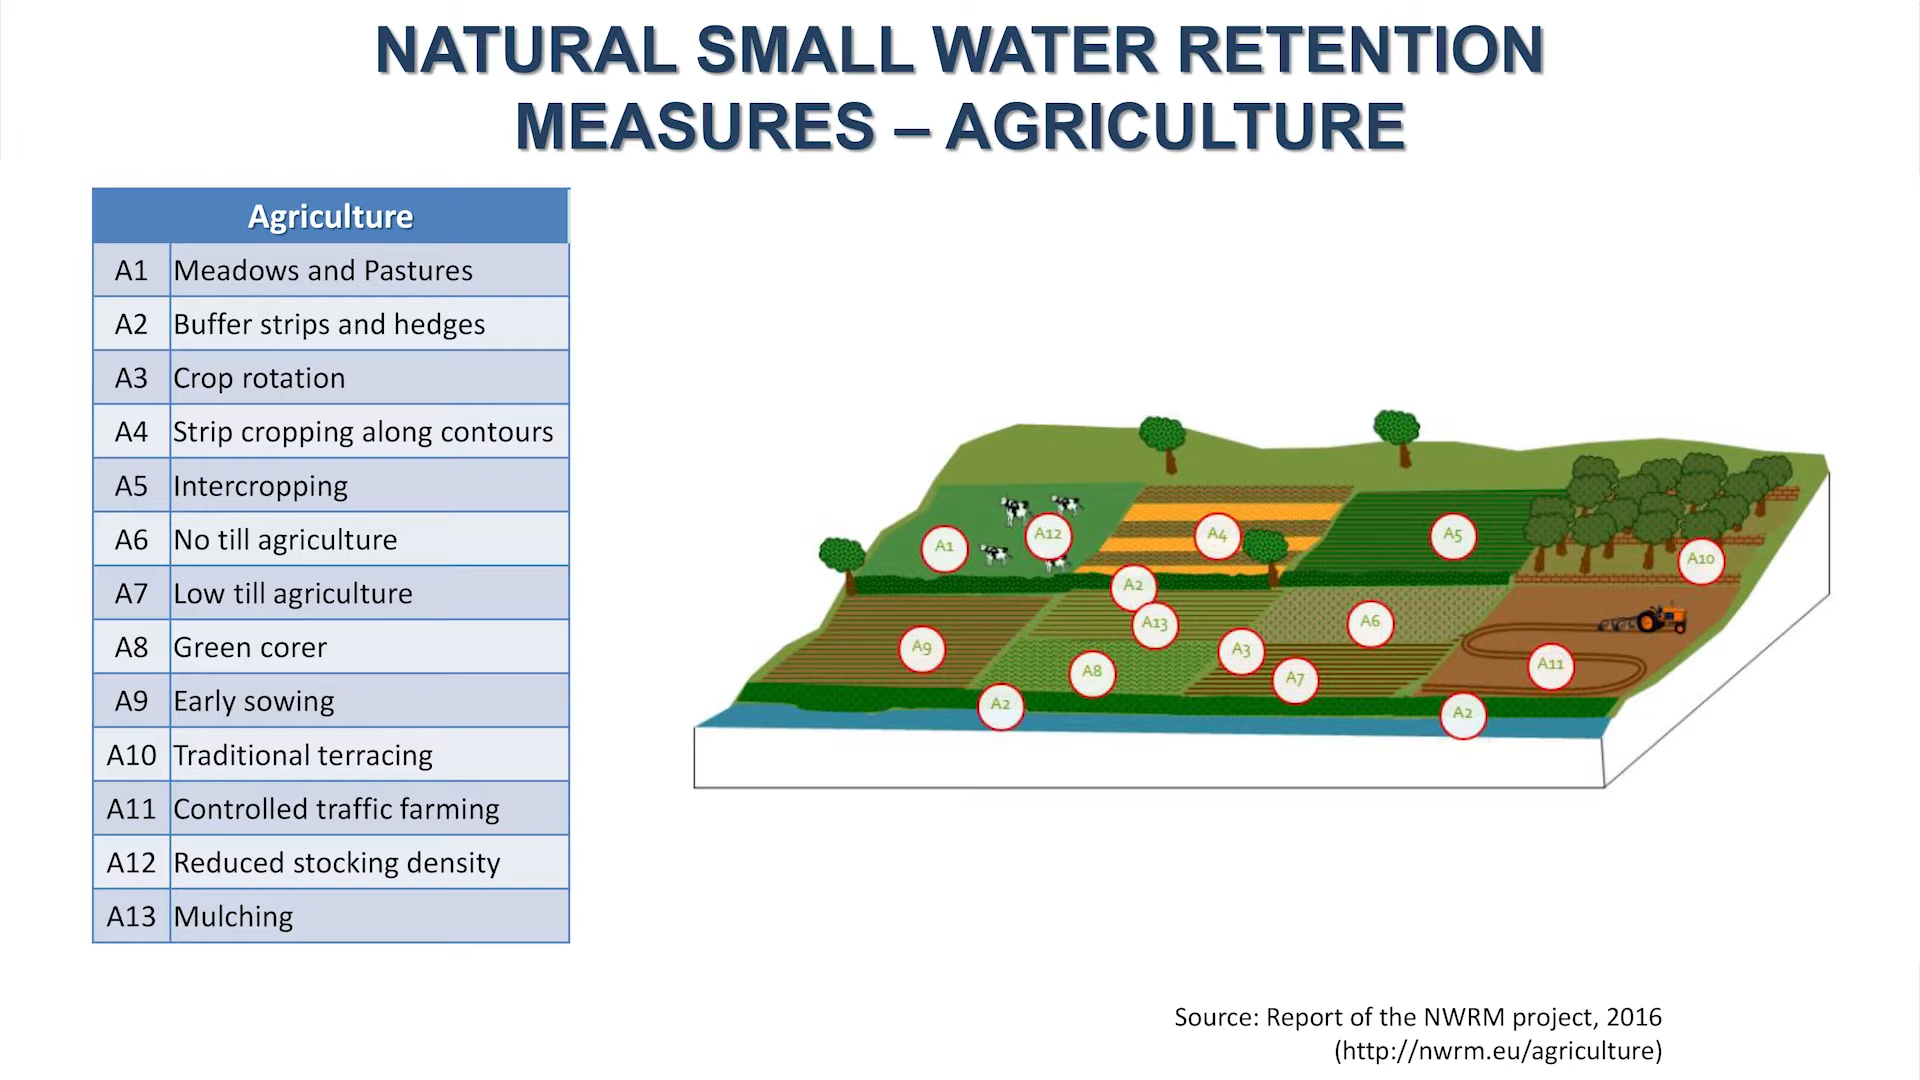 NATURAL SMALL WATER RETENTION
MEASURES – AGRICULTURE
Agriculture
A1 Meadows and Pastures
A2 Buffer strips and hedges
A3 Crop rotation
A4 Strip cropping along contours
A5 Intercropping
A6 No till agriculture
A7 Low till agriculture
A8 Green corer
A9 Early sowing
A10 Traditional terracing
A11 Controlled traffic farming
A12 Reduced stocking density
A13 Mulching
A1
A12
A4
A5
A10
A2
A13
A6
A9
A8
A3
A7
A11
A2
A2
Source: Report of the NWRM project, 2016
(http://nwrm.eu/agriculture)